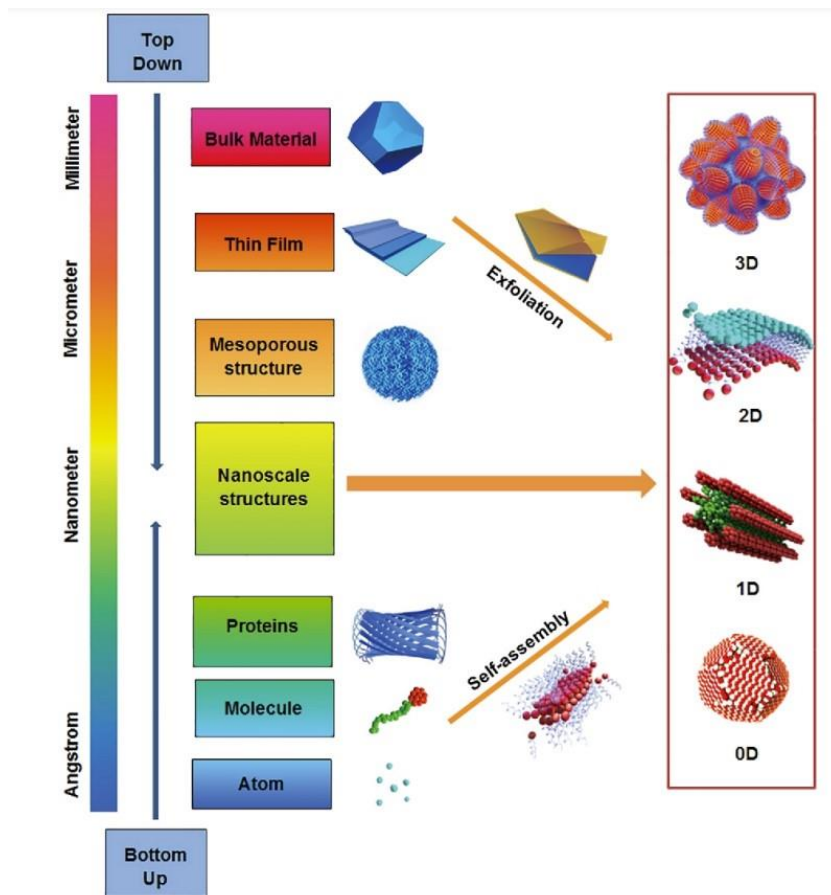 Top
Down
Millimeter
Micrometer
Nanometer
Angstrom
Bulk Material
Thin Film
Mesoporous
structure
Nanoscale
structures
Proteins
Molecule
Atom
Bottom
Up
Exfoliation
Self-assembly
3D
2D
1D
0D